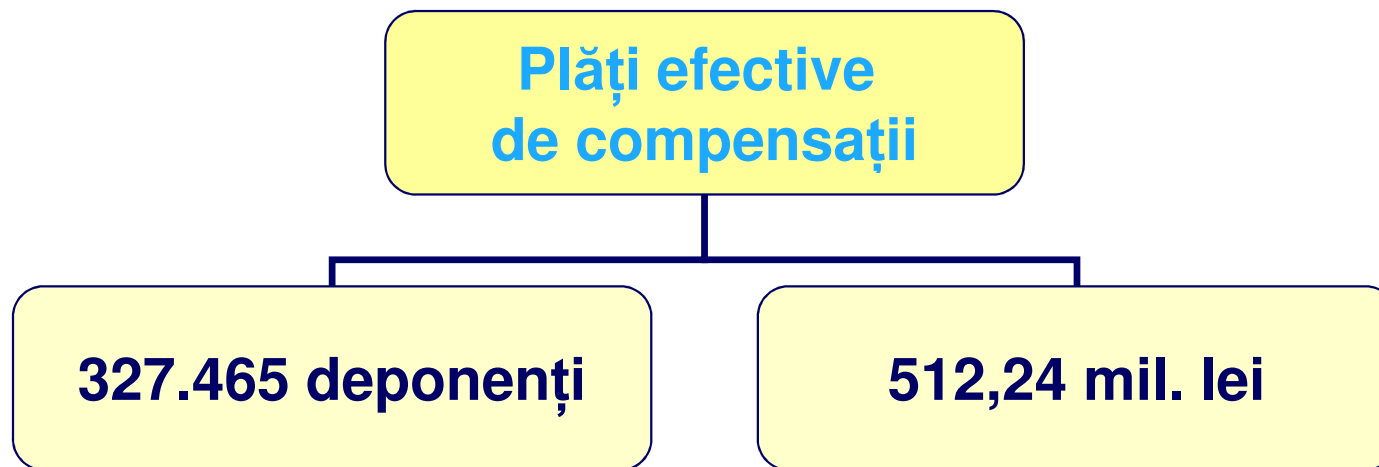 Plăți efective
de compensații
327.465 deponenți
512,24 mil. lei